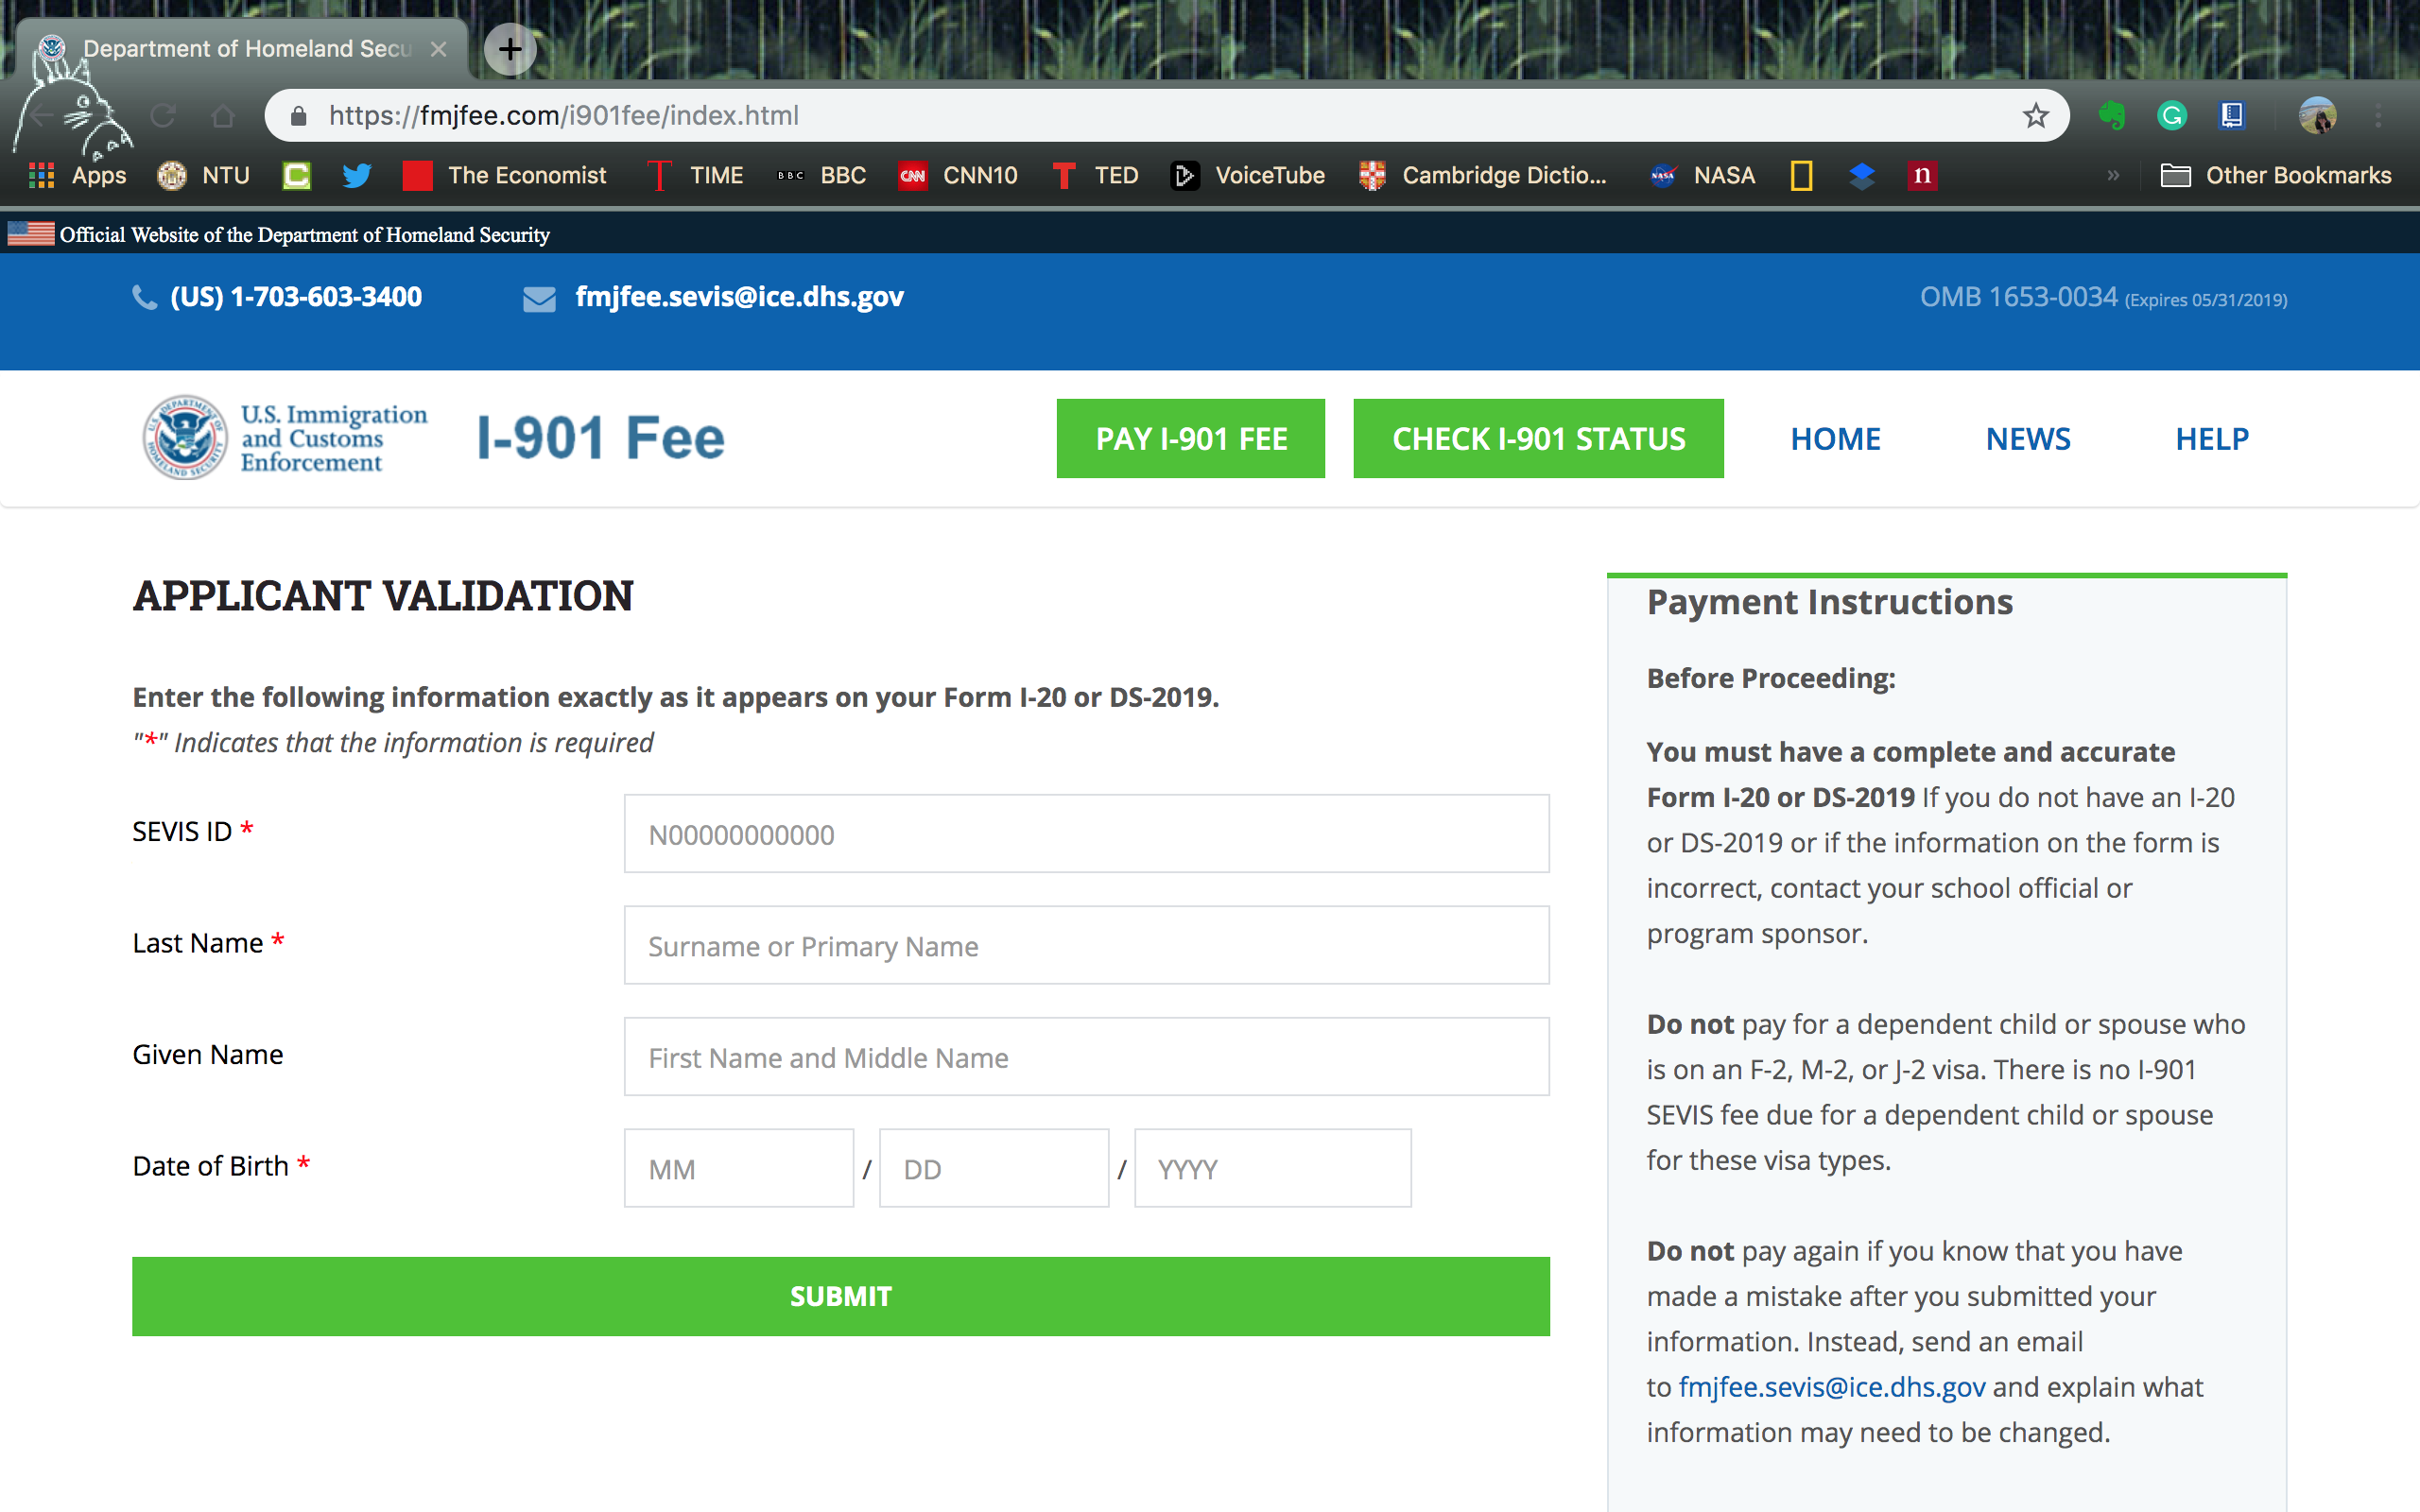 Department of Homeland Secu
https://fmjfee.com/i901fee/index.html
Apps NTU The Economist TIME BBC BBC CNN CNN10 TED VoiceTube Cambridge Dictio... NASA NASA n » Other Bookmarks
Official Website of the Department of Homeland Security
(US) 1-703-603-3400 fmjfee.sevis@ice.dhs.gov OMB 1653-0034 (Expires 05/31/2019)
U.S. Immigration
and Customs
Enforcement
I-901 Fee
PAY I-901 FEE CHECK I-901 STATUS HOME NEWS HELP
APPLICANT VALIDATION
Enter the following information exactly as it appears on your Form I-20 or DS-2019.
"*" Indicates that the information is required
SEVIS ID * N00000000000
Last Name * Surname or Primary Name
Given Name First Name and Middle Name
Date of Birth * MM / DD / YYYY
SUBMIT
Payment Instructions
Before Proceeding:
You must have a complete and accurate
Form I-20 or DS-2019 If you do not have an I-20
or DS-2019 or if the information on the form is
incorrect, contact your school official or
program sponsor.
Do not pay for a dependent child or spouse who
is on an F-2, M-2, or J-2 visa. There is no I-901
SEVIS fee due for a dependent child or spouse
for these visa types.
Do not pay again if you know that you have
made a mistake after you submitted your
information. Instead, send an email
to fmjfee.sevis@ice.dhs.gov and explain what
information may need to be changed.